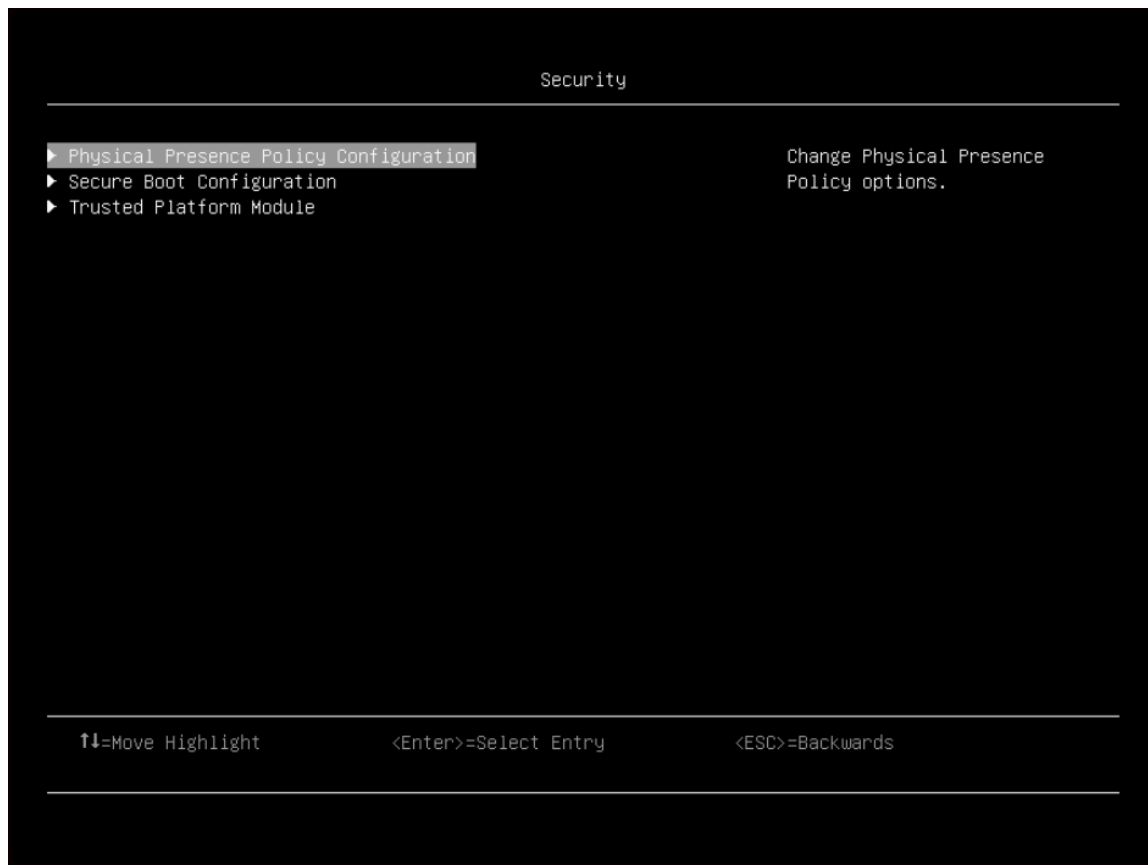 Security
▶ Physical Presence Policy Configuration
▶ Secure Boot Configuration
▶ Trusted Platform Module
Change Physical Presence
Policy options.
↑↓=Move Highlight <Enter>=Select Entry <ESC>=Backwards